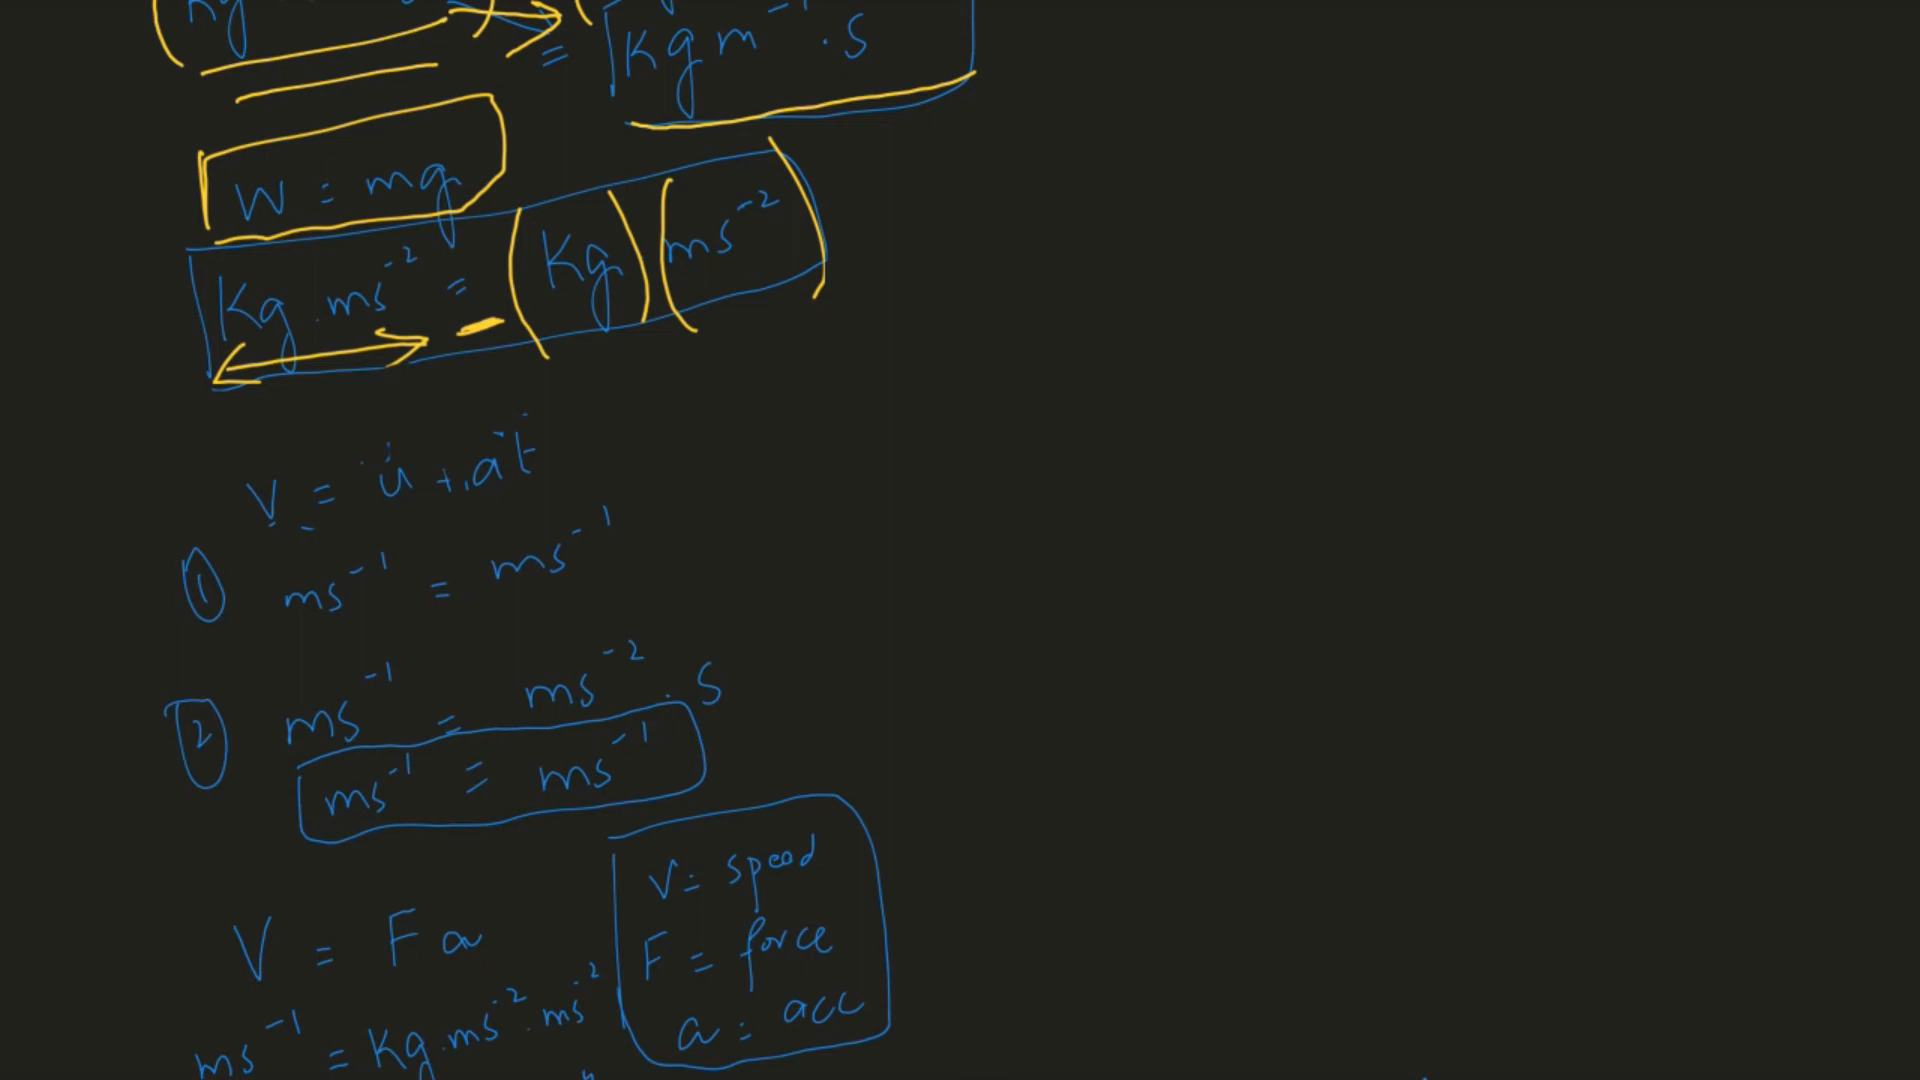 = kg m⁻¹ . s
W = mg
kg . ms⁻² = (kg) (ms⁻²)
V = u + at
① ms⁻¹ = ms⁻¹
② ms⁻¹ = ms⁻² . s
ms⁻¹ = ms⁻¹
V = Fa
ms⁻¹ = kg . ms⁻² . ms⁻²
V = speed
F = force
a = acc